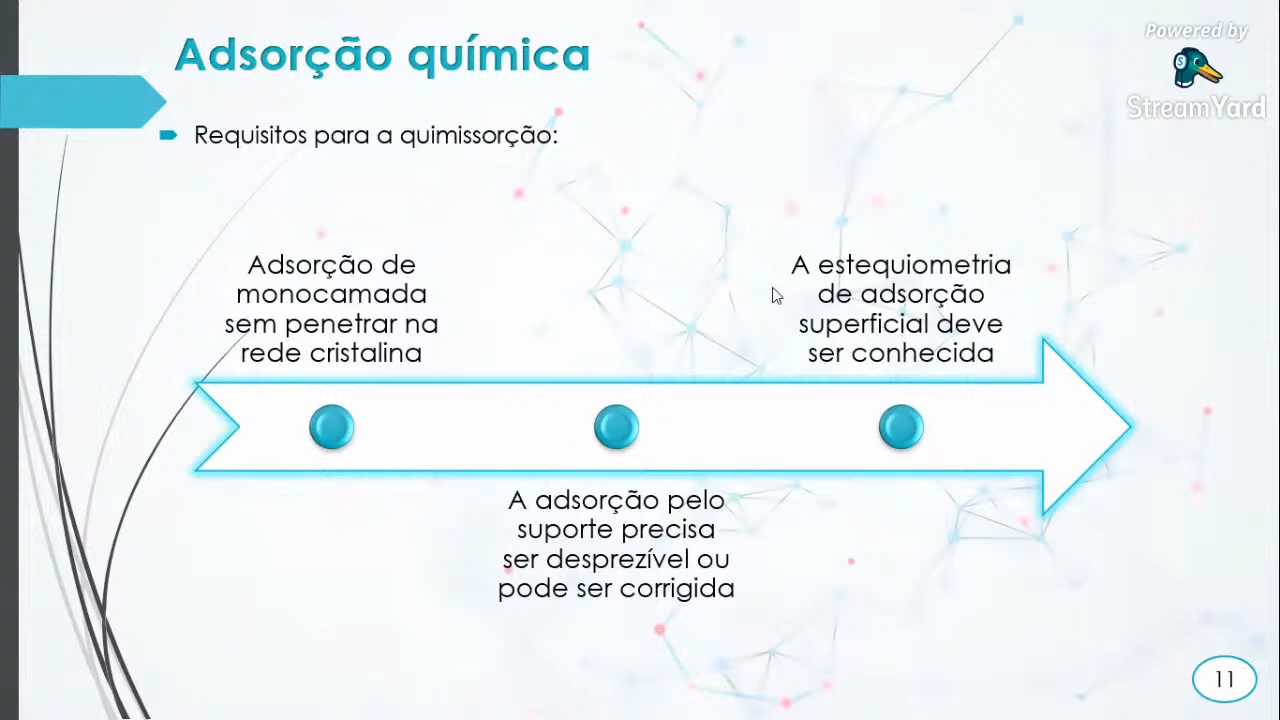 Adsorção química
Powered by
StreamYard
Requisitos para a quimissorção:
Adsorção de
monocamada
sem penetrar na
rede cristalina
A adsorção pelo
suporte precisa
ser desprezível ou
pode ser corrigida
A estequiometria
de adsorção
superficial deve
ser conhecida
11